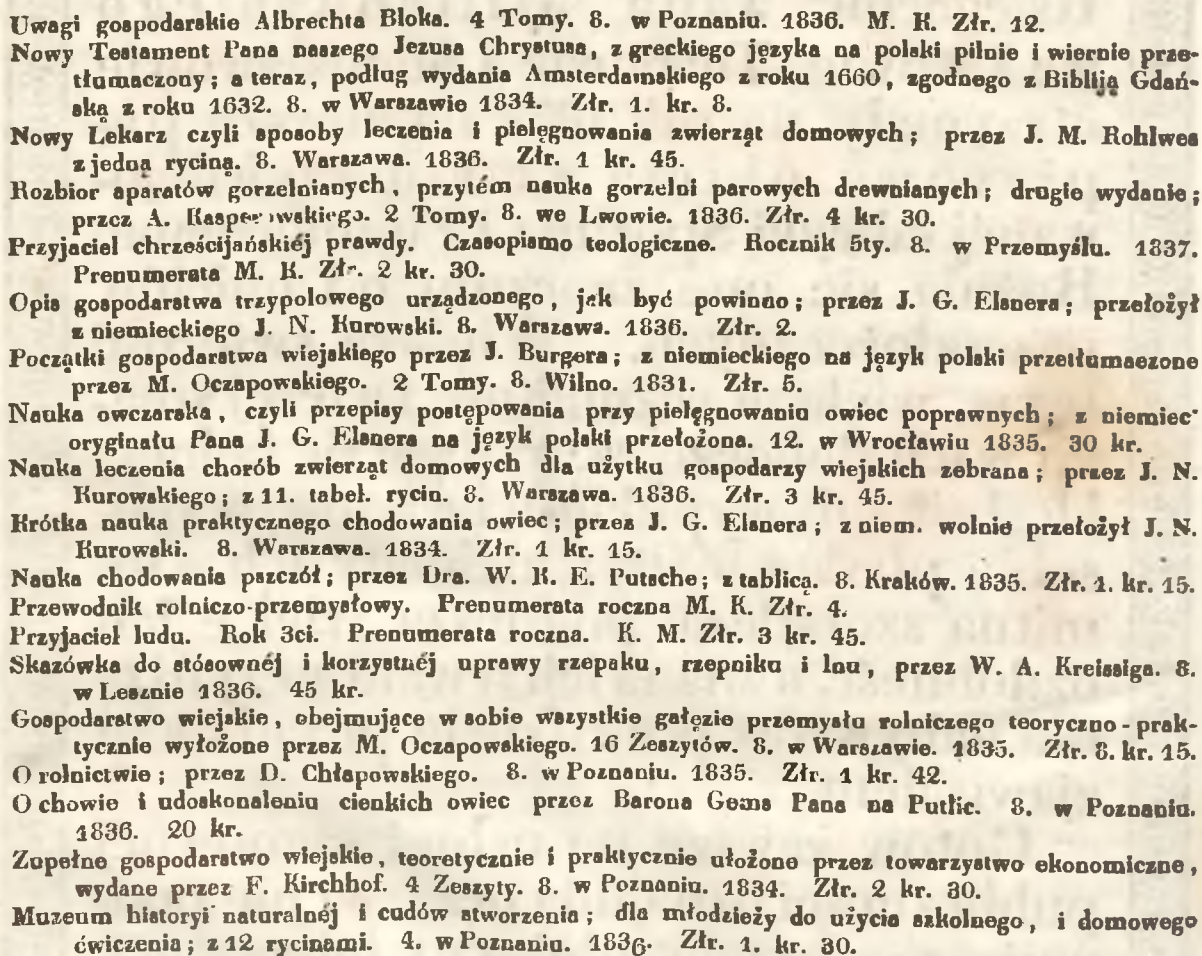 Uwagi gospodarskie Albrechta Bloka. 4 Tomy. 8. w Poznaniu. 1836. M. K. Złr. 12.
Nowy Testament Pana naszego Jezusa Chrystusa, z greckiego języka na polski pilnie i wiernie prze-
tłumaczony; a teraz, podług wydania Amsterdamskiego z roku 1660, zgodnego z Biblią Gdań-
ską z roku 1632. 8. w Warszawie 1834. Złr. 1. kr. 8.
Nowy Lekarz czyli sposoby leczenia i pielęgnowania zwierząt domowych; przez J. M. Rohlwes
z jedną ryciną. 8. Warszawa. 1836. Złr. 1 kr. 45.
Rozbior aparatów gorzelnianych, przytém nauka gorzelni parowych drewnianych; drugie wydanie;
przez A. Kasperowskiego. 2 Tomy. 8. we Lwowie. 1836. Złr. 4 kr. 30.
Przyjaciel chrześcijańskiéj prawdy. Czasopismo teologiczne. Rocznik 5ty. 8. w Przemyślu. 1837.
Prenumerata M. K. Złr. 2 kr. 30.
Opis gospodarstwa trzypolowego urządzonego, jak być powinno; przez J. G. Elsnera; przełożył
z niemieckiego J. N. Kurowski. 8. Warszawa. 1836. Złr. 2.
Początki gospodarstwa wiejskiego przez J. Burgera; z niemieckiego na język polski przetłumaczone
przez M. Oczapowskiego. 2 Tomy. 8. Wilno. 1831. Złr. 5.
Nauka owczarska, czyli przepisy postępowania przy pielęgnowaniu owiec poprawnych; z niemiec
oryginału Pana J. G. Elsnera na język polski przełożona. 12. w Wrocławiu 1835. 30 kr.
Nauka leczenia chorób zwierząt domowych dla użytku gospodarzy wiejskich zebrana; przez J. N.
Kurowskiego; z 11. tabel. rycin. 8. Warszawa. 1836. Złr. 3 kr. 45.
Krótka nauka praktycznego chodowania owiec; przez J. G. Elsnera; z niem. wolnie przełożył J. N.
Kurowski. 8. Warszawa. 1834. Złr. 1 kr. 15.
Nauka chodowania pszczół; przez Dra. W. K. E. Putsche; z tablicą. 8. Kraków. 1835. Złr. 1. kr. 15.
Przewodnik rolniczo-przemysłowy. Prenumerata roczna M. K. Złr. 4.
Przyjaciel ludu. Rok 3ci. Prenumerata roczna. K. M. Złr. 3 kr. 45.
Skazówka do stósownéj i korzystnéj uprawy rzepaku, rzepniku i lnu, przez W. A. Kreissiga. 8.
w Lesznie 1836. 45 kr.
Gospodarstwo wiejskie, obejmujące w sobie wszystkie gałęzie przemysłu rolniczego teoryczno-prak-
tycznie wyłożone przez M. Oczapowskiego. 16 Zeszytów. 8. w Warszawie. 1835. Złr. 8. kr. 15.
O rolnictwie; przez D. Chłapowskiego. 8. w Poznaniu. 1835. Złr. 1 kr. 42.
O chowie i udoskonaleniu cienkich owiec przez Barona Gems Pana na Putlic. 8. w Poznaniu.
1836. 20 kr.
Zupełne gospodarstwo wiejskie, teoretycznie i praktycznie ułożone przez towarzystwo ekonomiczne,
wydane przez F. Kirchhof. 4 Zeszyty. 8. w Poznaniu. 1834. Złr. 2 kr. 30.
Muzeum historyi naturalnéj i cudów stworzenia; dla młodzieży do użycia szkolnego, i domowego
ćwiczenia; z 12 rycinami. 4. w Poznaniu. 1836. Złr. 1. kr. 30.